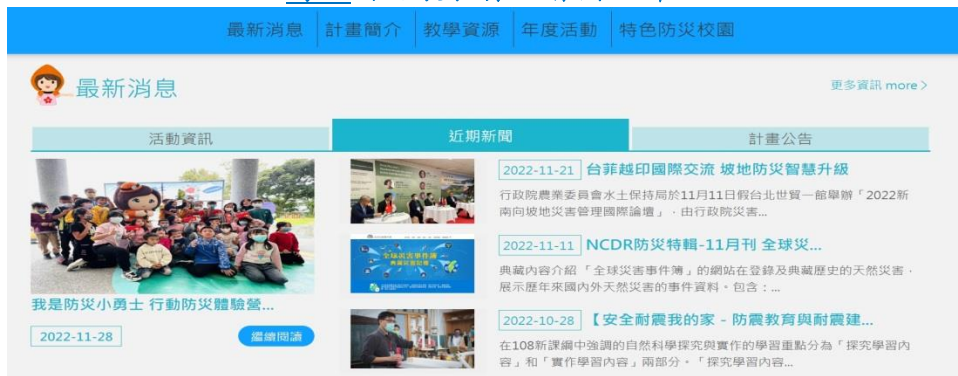 最新消息 計畫簡介 教學資源 年度活動 特色防災校園
最新消息
更多資訊 more >
活動資訊 近期新聞 計畫公告
我是防災小勇士 行動防災體驗營...
2022-11-28 繼續閱讀
2022-11-21 台菲越印國際交流 坡地防災智慧升級
行政院農業委員會水土保持局於11月11日假台北世貿一館舉辦「2022新
南向坡地災害管理國際論壇」，由行政院災害...
2022-11-11 NCDR防災特輯-11月刊 全球災...
全球災害事件簿
典藏內容介紹「全球災害事件簿」的網站在登錄及典藏歷史的天然災害，
展示歷年來國內外天然災害的事件資料。包含：...
2022-10-28 【安全耐震我的家 - 防震教育與耐震建...
在108新課綱中強調的自然科學探究與實作的學習重點分為「探究學習內
容」和「實作學習內容」兩部分。「探究學習內容...